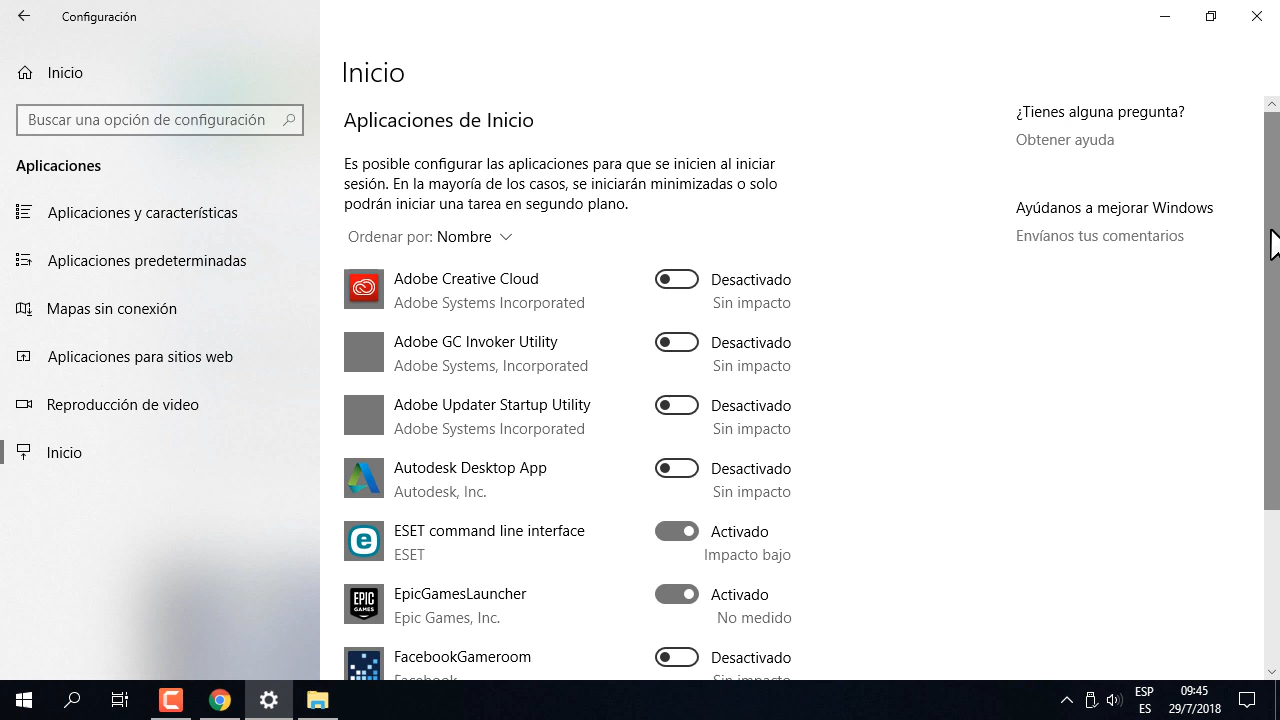 Configuración
Inicio
Buscar una opción de configuración
Aplicaciones
Aplicaciones y características
Aplicaciones predeterminadas
Mapas sin conexión
Aplicaciones para sitios web
Reproducción de video
Inicio
Inicio
Aplicaciones de Inicio
Es posible configurar las aplicaciones para que se inicien al iniciar
sesión. En la mayoría de los casos, se iniciarán minimizadas o solo
podrán iniciar una tarea en segundo plano.
Ordenar por: Nombre
Adobe Creative Cloud
Desactivado
Adobe Systems Incorporated
Sin impacto
Adobe GC Invoker Utility
Desactivado
Adobe Systems, Incorporated
Sin impacto
Adobe Updater Startup Utility
Desactivado
Adobe Systems Incorporated
Sin impacto
Autodesk Desktop App
Desactivado
Autodesk, Inc.
Sin impacto
e
ESET command line interface
Activado
ESET
Impacto bajo
EPIC
GAMES
EpicGamesLauncher
Activado
Epic Games, Inc.
No medido
FacebookGameroom
Desactivado
Facebook
Sin impacto
¿Tienes alguna pregunta?
Obtener ayuda
Ayúdanos a mejorar Windows
Envíanos tus comentarios
ESP
ES
09:45
29/7/2018